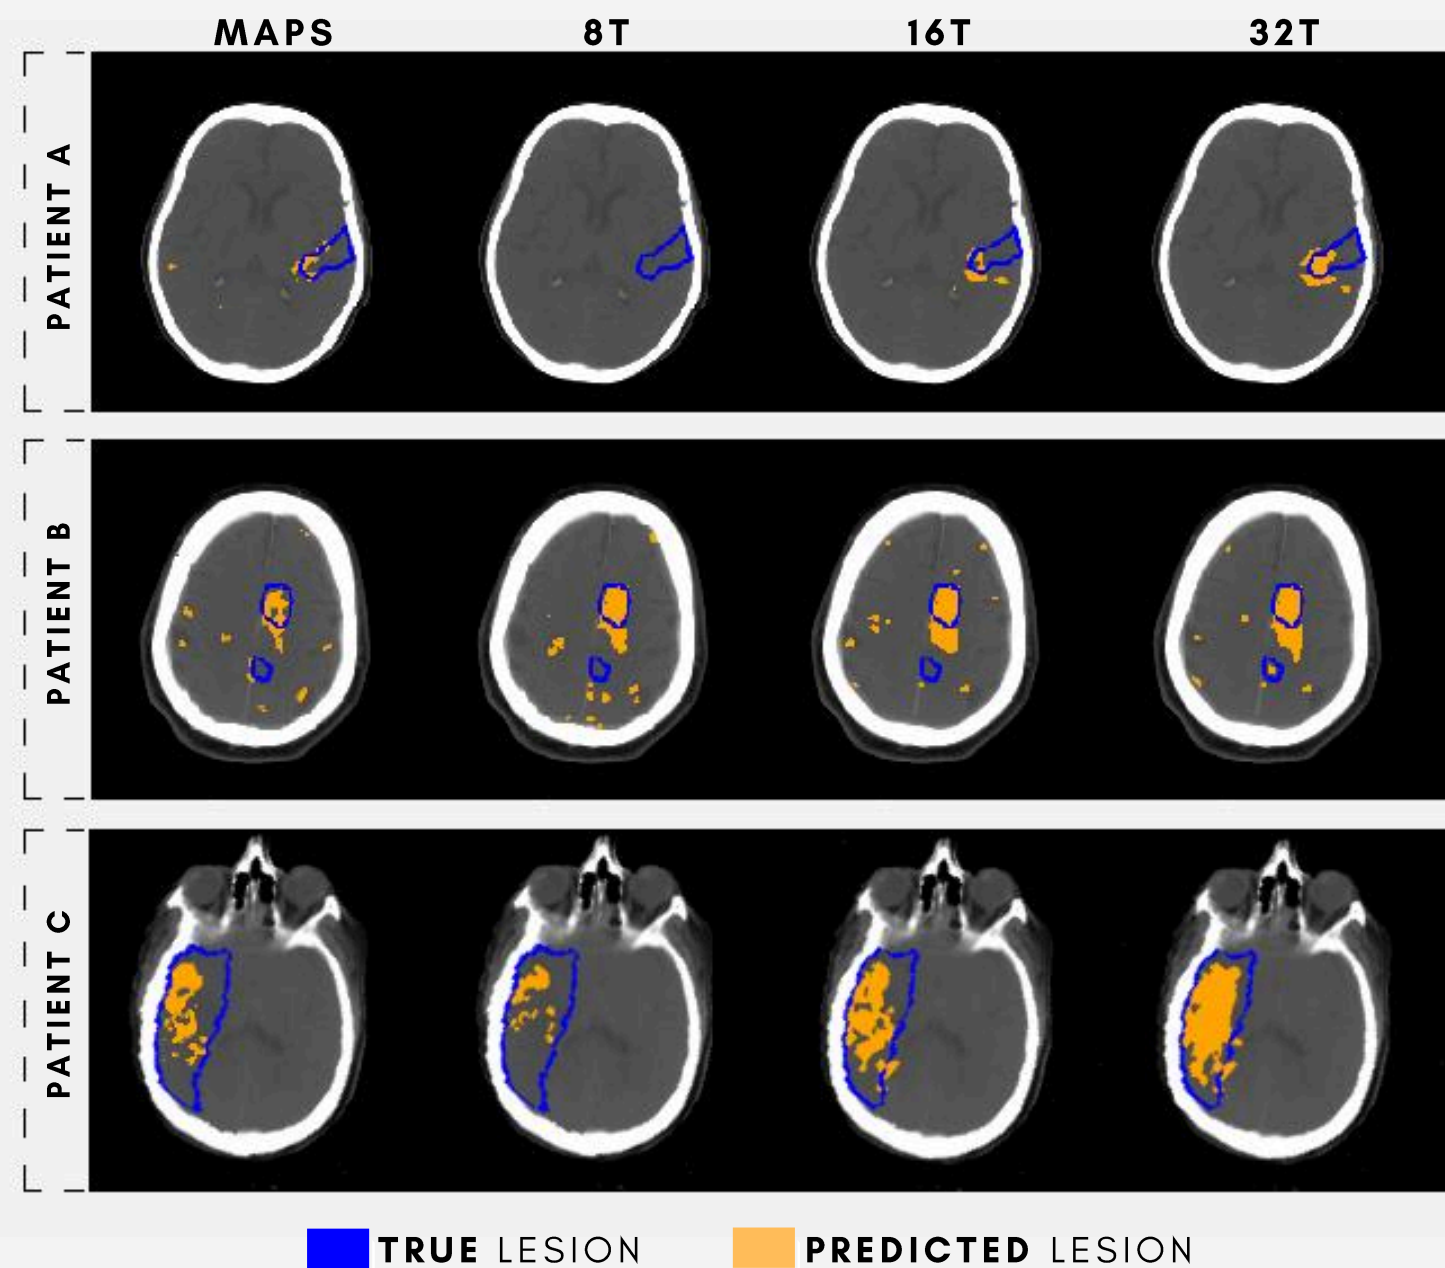 MAPS 8T 16T 32T
PATIENT A
PATIENT B
PATIENT C
TRUE LESION PREDICTED LESION